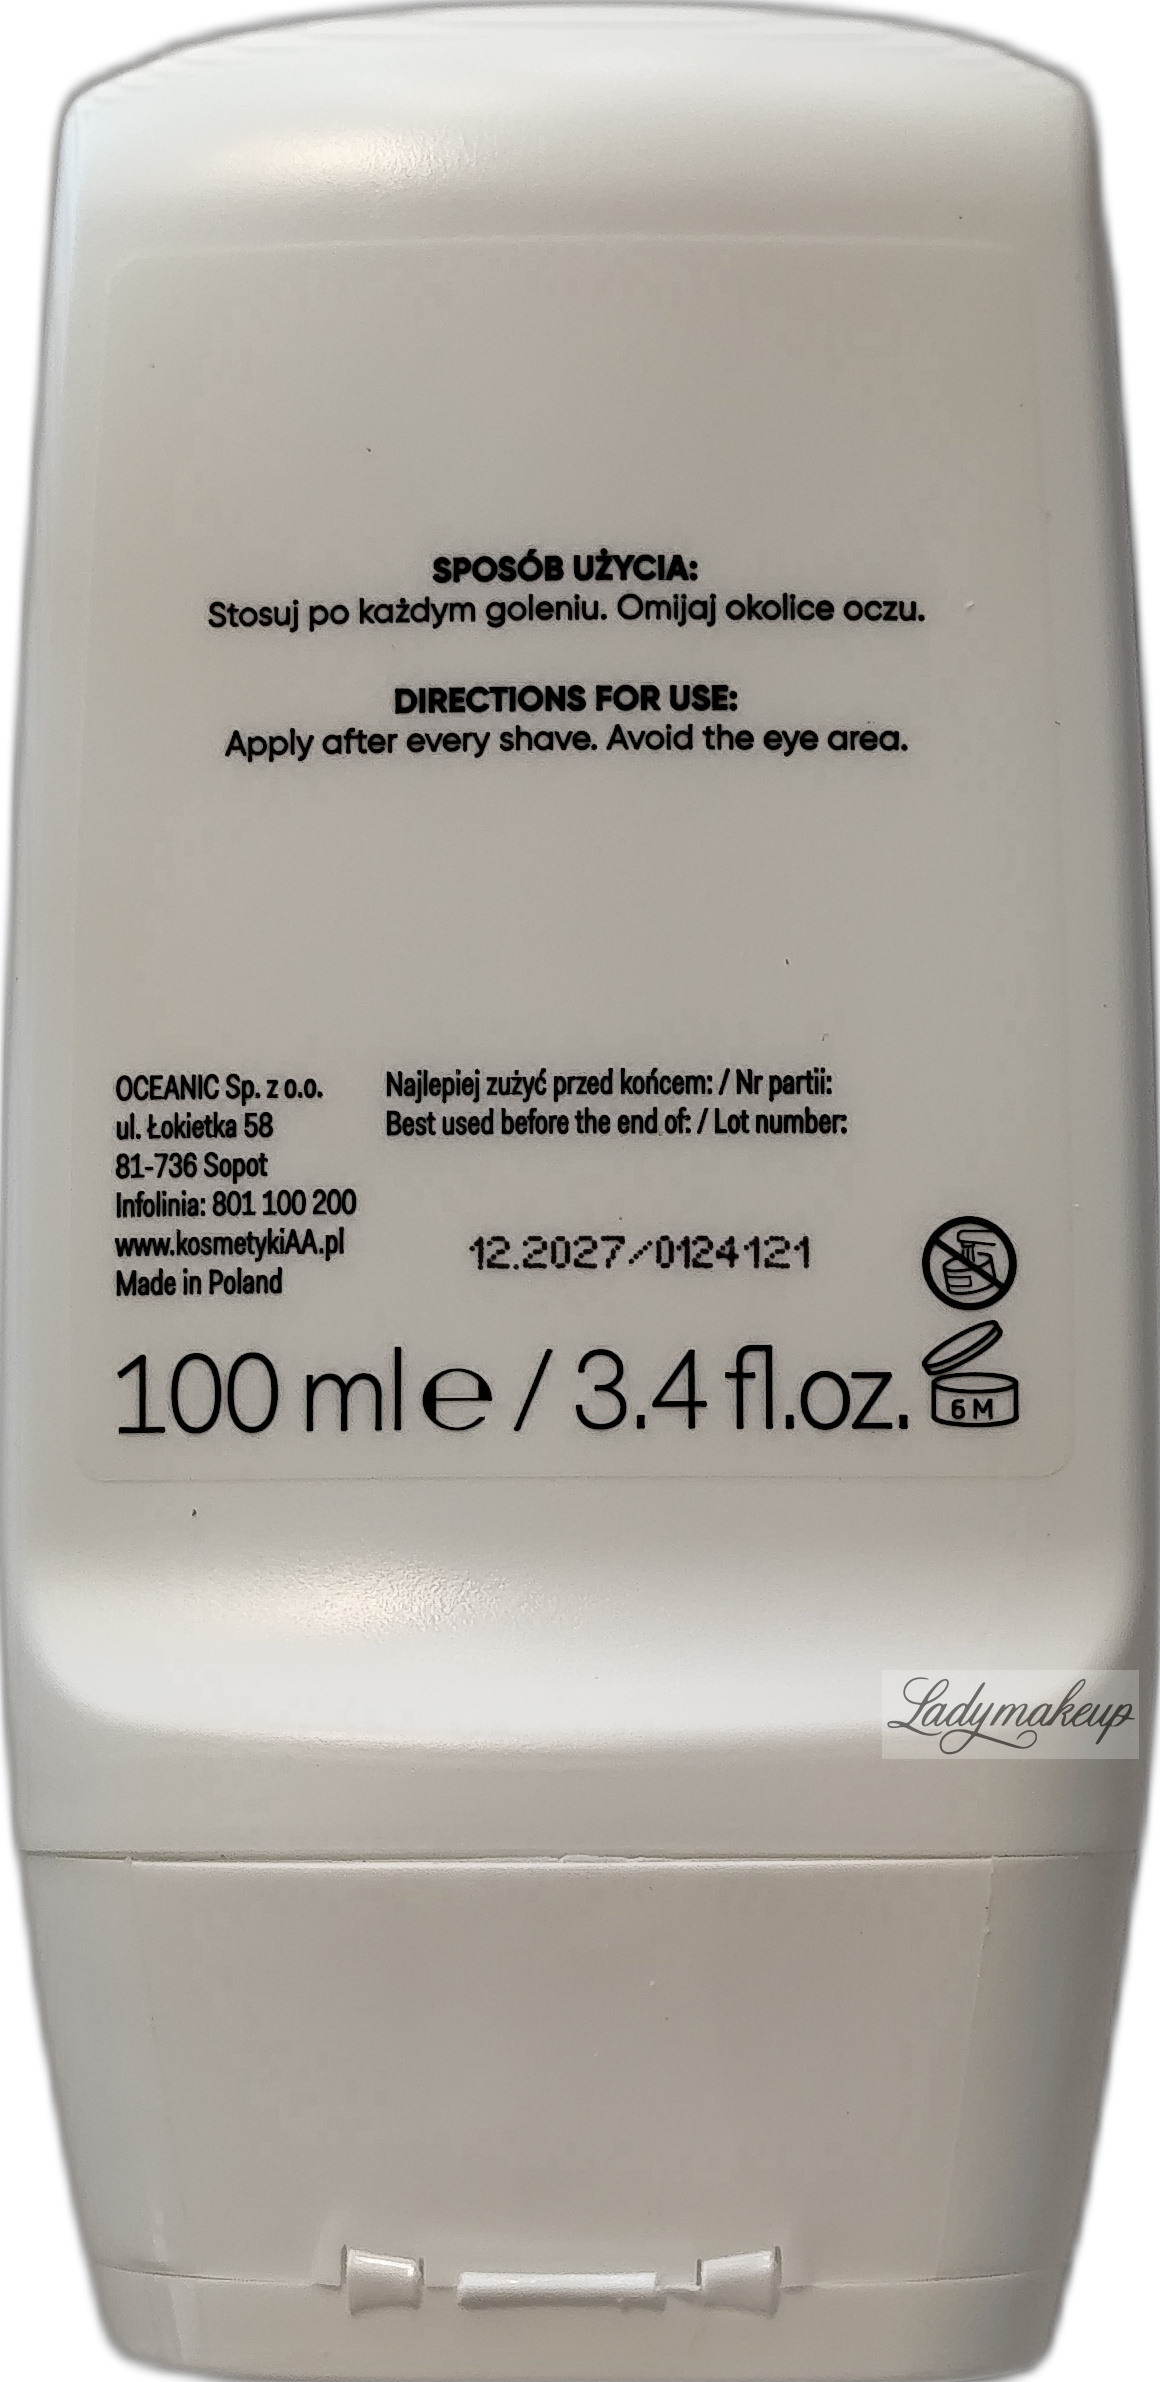 SPOSÓB UŻYCIA:
Stosuj po każdym goleniu. Omijaj okolice oczu.
DIRECTIONS FOR USE:
Apply after every shave. Avoid the eye area.
OCEANIC Sp. z o.o.
ul. Łokietka 58
81-736 Sopot
Infolinia: 801 100 200
www.kosmetykiAA.pl
Made in Poland
Najlepiej zużyć przed końcem: / Nr partii:
Best used before the end of: / Lot number:
12.2027/0124121
100 ml e / 3.4 fl.oz.
6 M
Ladymakeup